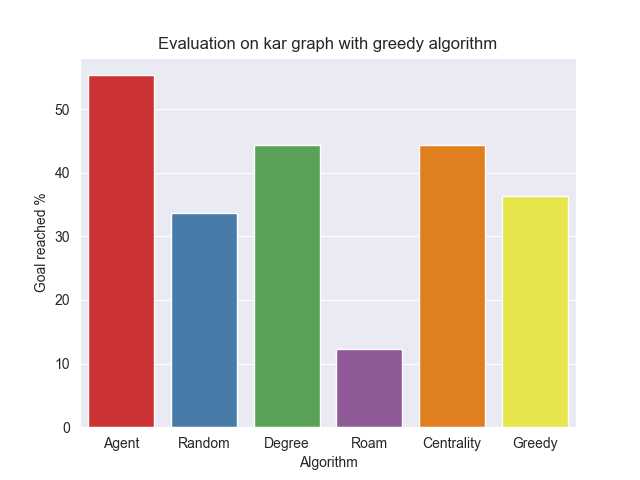 Evaluation on kar graph with greedy algorithm
50
40
30
20
10
0
Goal reached %
Agent Random Degree Roam Centrality Greedy
Algorithm